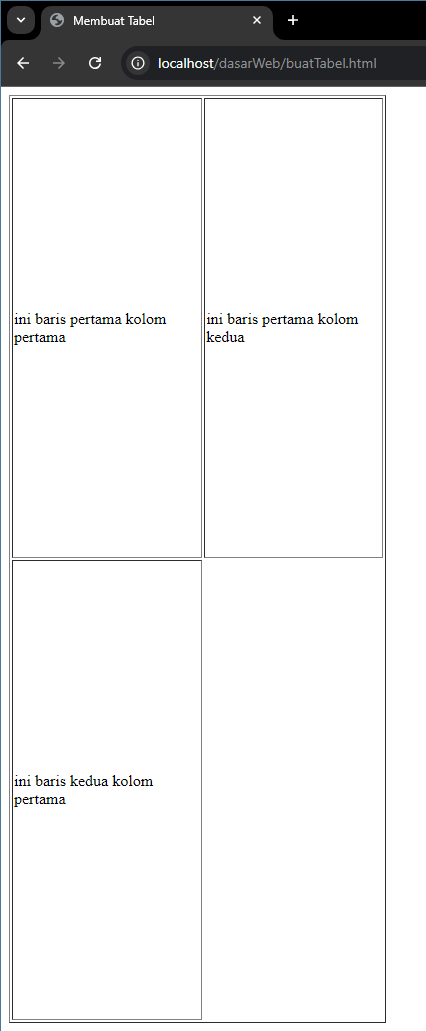 Membuat Tabel
localhost/dasarWeb/buatTabel.html
ini baris pertama kolom
pertama
ini baris pertama kolom
kedua
ini baris kedua kolom
pertama